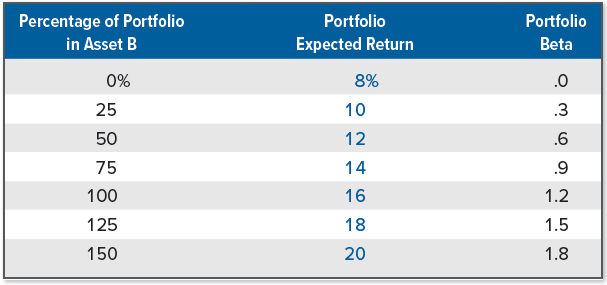 Percentage of Portfolio Portfolio Portfolio
in Asset B Expected Return Beta
0% 8% .0
25 10 .3
50 12 .6
75 14 .9
100 16 1.2
125 18 1.5
150 20 1.8